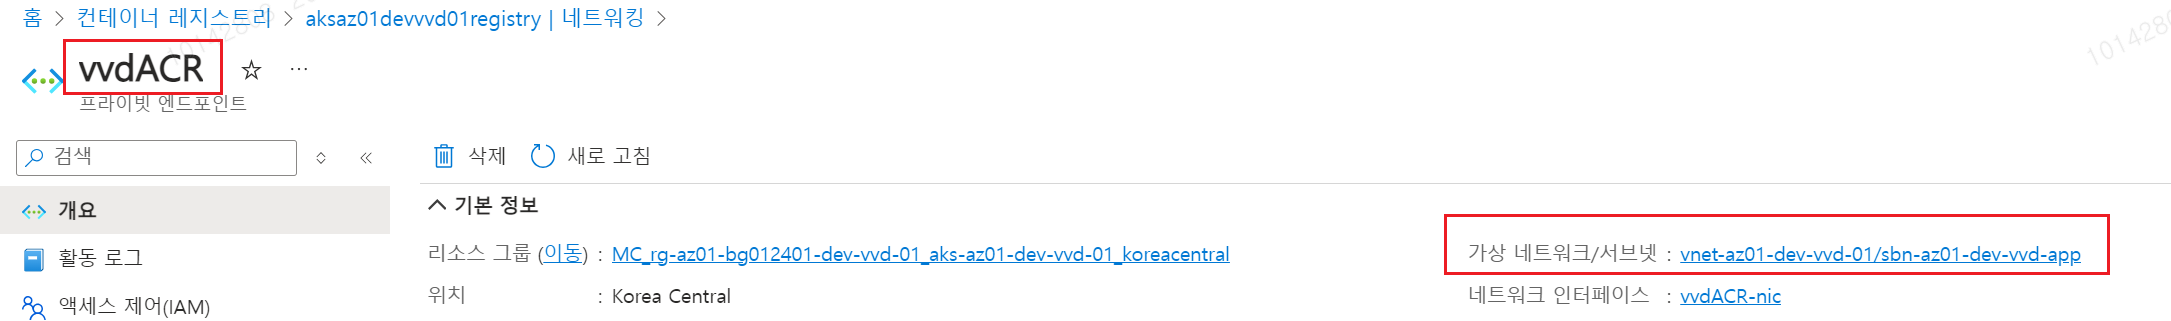 홈 > 컨테이너 레지스트리 > aksaz01devvvd01registry | 네트워킹 >
vvdACR ☆ ···
프라이빗 엔드포인트
검색
삭제 새로 고침
개요
활동 로그
액세스 제어(IAM)
기본 정보
리소스 그룹 (이동) : MC_rg-az01-bg012401-dev-vvd-01_aks-az01-dev-vvd-01_koreacentral
위치 : Korea Central
가상 네트워크/서브넷 : vnet-az01-dev-vvd-01/sbn-az01-dev-vvd-app
네트워크 인터페이스 : vvdACR-nic